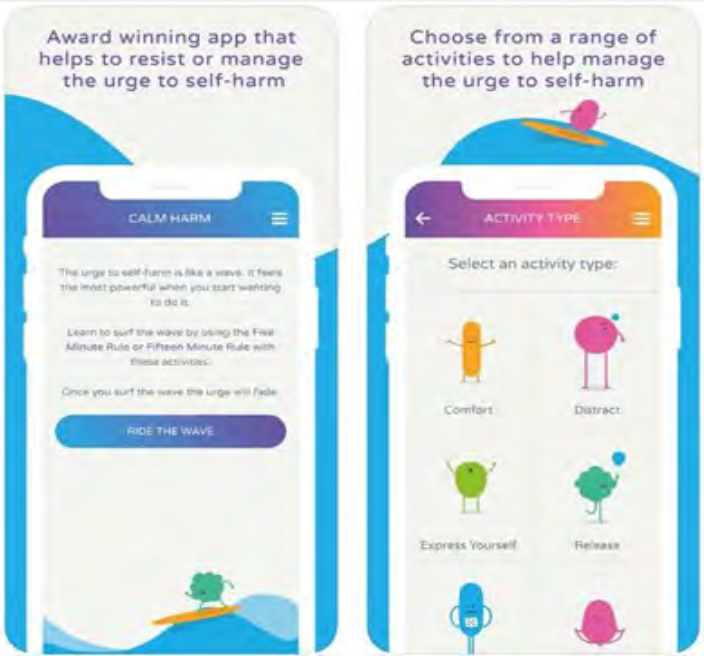 Award winning app that
helps to resist or manage
the urge to self-harm
CALM HARM
The urge to self-harm is like a wave. It feels
the most powerful when you start wanting
to do it.
Learn to surf the wave by using the Five
Minute Rule or Fifteen Minute Rule with
these activities.
Once you surf the wave the urge will fade.
RIDE THE WAVE
Choose from a range of
activities to help manage
the urge to self-harm
ACTIVITY TYPE
Select an activity type:
Comfort
Distract
Express Yourself
Release